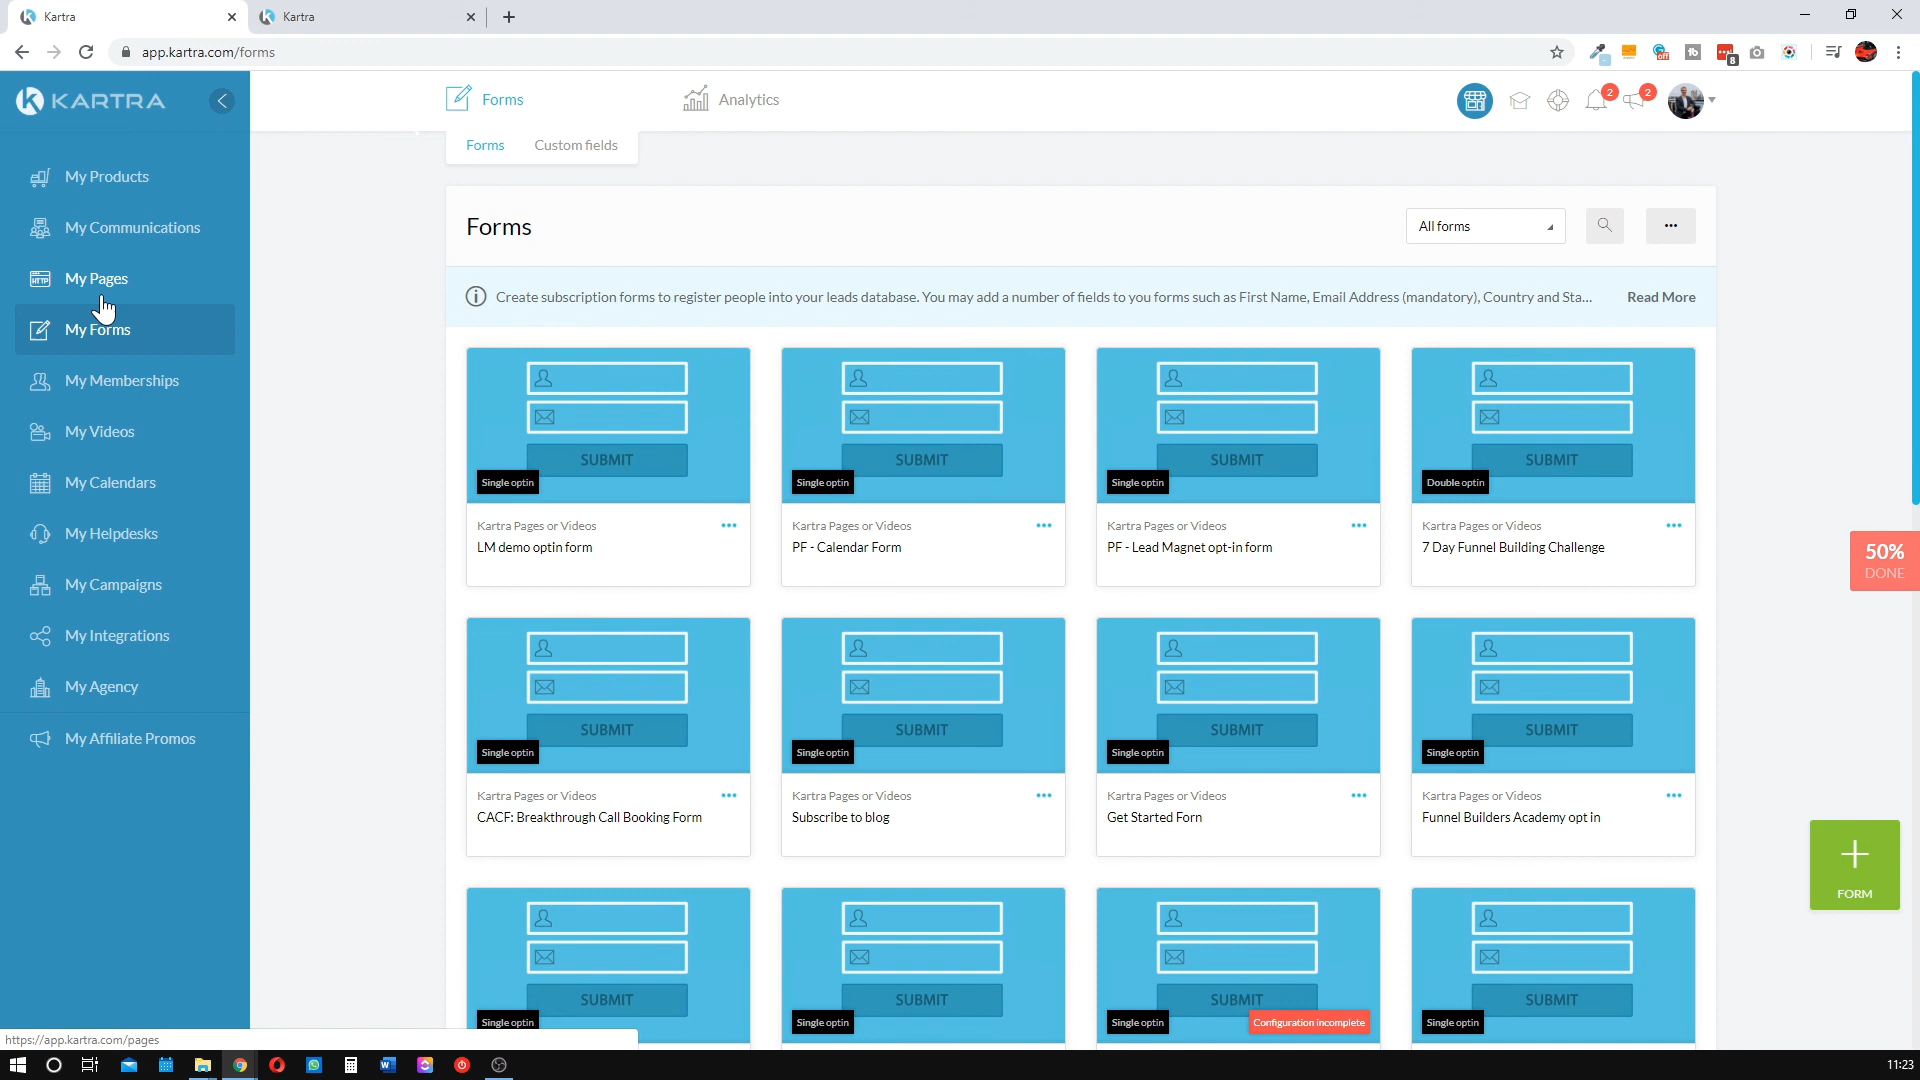 Kartra
Kartra
app.kartra.com/forms
KARTRA
Forms
Analytics
2
2
8
off
Forms
Custom fields
My Products
My Communications
My Pages
My Forms
My Memberships
My Videos
My Calendars
My Helpdesks
My Campaigns
My Integrations
My Agency
My Affiliate Promos
HTTP
Forms
All forms
Create subscription forms to register people into your leads database. You may add a number of fields to you forms such as First Name, Email Address (mandatory), Country and Sta...
Read More
SUBMIT
SUBMIT
SUBMIT
SUBMIT
Single optin
Single optin
Single optin
Double optin
Kartra Pages or Videos
Kartra Pages or Videos
Kartra Pages or Videos
Kartra Pages or Videos
LM demo optin form
PF - Calendar Form
PF - Lead Magnet opt-in form
7 Day Funnel Building Challenge
50%
DONE
SUBMIT
SUBMIT
SUBMIT
SUBMIT
Single optin
Single optin
Single optin
Single optin
Kartra Pages or Videos
Kartra Pages or Videos
Kartra Pages or Videos
Kartra Pages or Videos
CACF: Breakthrough Call Booking Form
Subscribe to blog
Get Started Forn
Funnel Builders Academy opt in
FORM
SUBMIT
SUBMIT
SUBMIT
SUBMIT
Single optin
Single optin
Single optin
Configuration incomplete
Single optin
https://app.kartra.com/pages
11:23